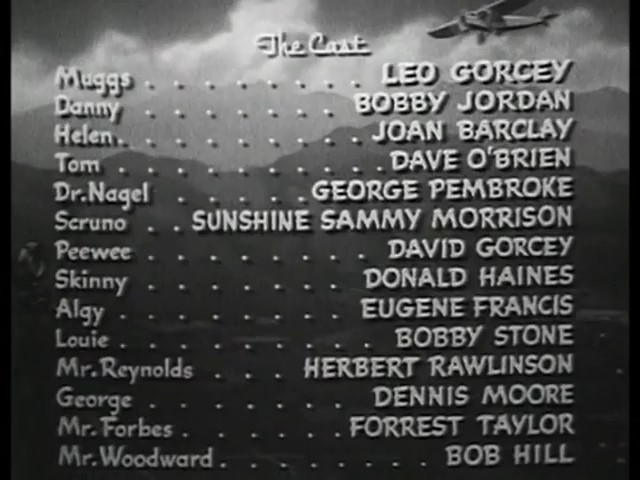 The Cast
Muggs . . . . . . . . LEO GORCEY
Danny . . . . . . . . BOBBY JORDAN
Helen . . . . . . . . . JOAN BARCLAY
Tom . . . . . . . . . . DAVE O'BRIEN
Dr. Nagel . . . . . . GEORGE PEMBROKE
Scruno . . SUNSHINE SAMMY MORRISON
Peewee . . . . . . . . DAVID GORCEY
Skinny . . . . . . . . DONALD HAINES
Algy . . . . . . . . EUGENE FRANCIS
Louie . . . . . . . . . BOBBY STONE
Mr. Reynolds . . . HERBERT RAWLINSON
George . . . . . . . DENNIS MOORE
Mr. Forbes . . . . . . FORREST TAYLOR
Mr. Woodward . . . . . . . BOB HILL